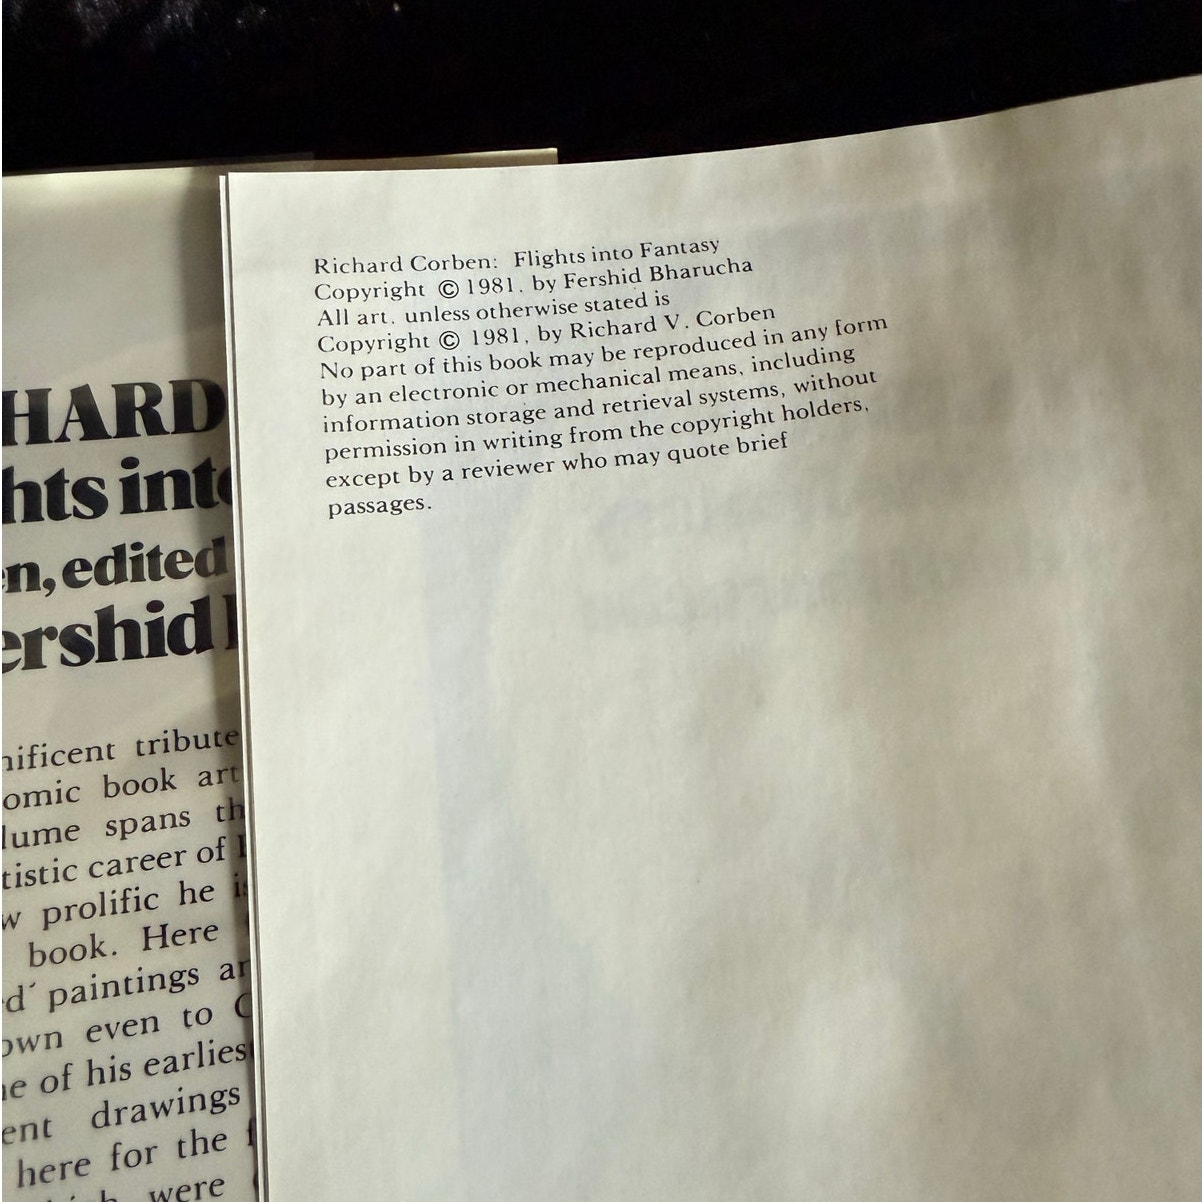 Richard Corben: Flights into Fantasy
Copyright © 1981, by Fershid Bharucha
All art, unless otherwise stated is
Copyright © 1981, by Richard V. Corben
No part of this book may be reproduced in any form
by an electronic or mechanical means, including
information storage and retrieval systems, without
permission in writing from the copyright holders,
except by a reviewer who may quote brief
passages.
HARD
hts int
n, edited
ershid
nificent tribute
omic book art
lume spans th
tistic career of
w prolific he
book. Here
d´ paintings ar
own even to C
e of his earlies
ent drawings
here for the
were